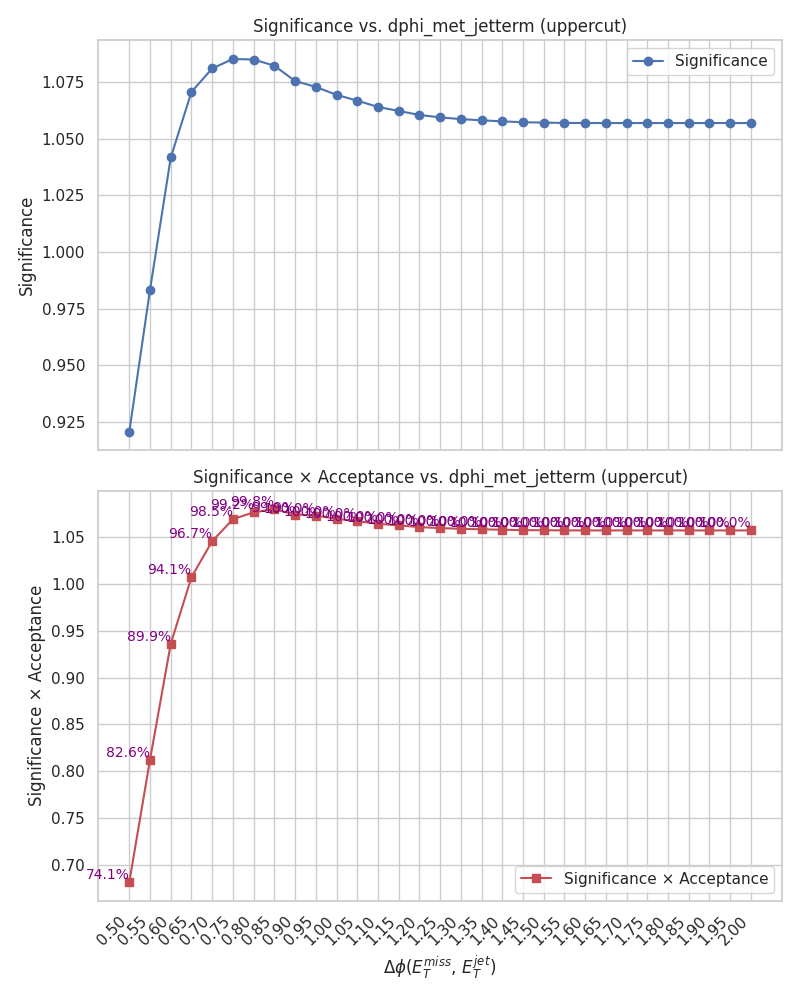 Significance vs. dphi_met_jetterm (uppercut)
Significance
1.075
1.050
1.025
1.000
0.975
0.950
0.925
Significance
Significance × Acceptance vs. dphi_met_jetterm (uppercut)
99.8%
99.2%
98.5%
96.7%
94.1%
89.9%
82.6%
74.1%
1.05
1.00
0.95
0.90
0.85
0.80
0.75
0.70
Significance × Acceptance
Significance × Acceptance
0.50 0.55 0.60 0.65 0.70 0.75 0.80 0.85 0.90 0.95 1.00 1.05 1.10 1.15 1.20 1.25 1.30 1.35 1.40 1.45 1.50 1.55 1.60 1.65 1.70 1.75 1.80 1.85 1.90 1.95 2.00
Δϕ(E_T^miss, E_T^jet)